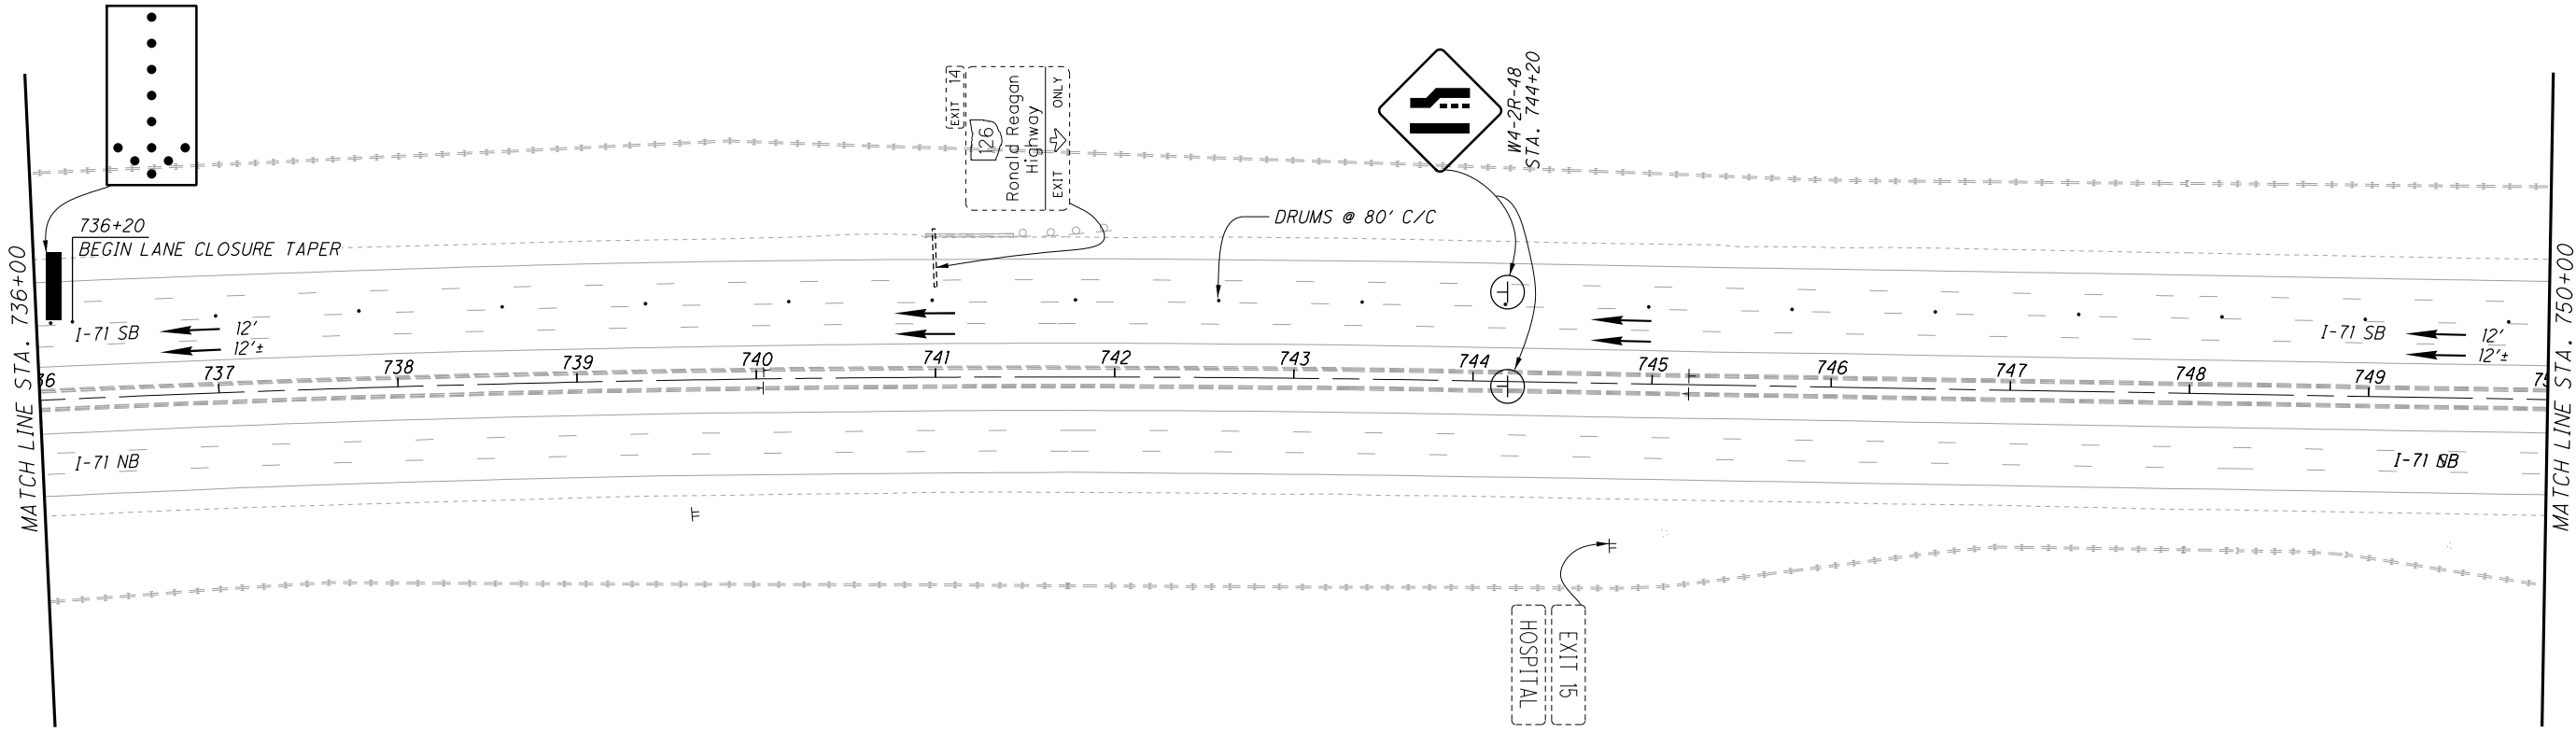 MATCH LINE STA. 736+00
736+20
BEGIN LANE CLOSURE TAPER
EXIT 14
126
Ronald Reagan
Highway
EXIT ONLY
DRUMS @ 80' C/C
W4-2R-48
STA. 744+20
I-71 SB
12'
12'±
I-71 SB
12'
12'±
36
737
738
739
740
741
742
743
744
745
746
747
748
749
75
I-71 NB
I-71 NB
HOSPITAL
EXIT 15
MATCH LINE STA. 750+00